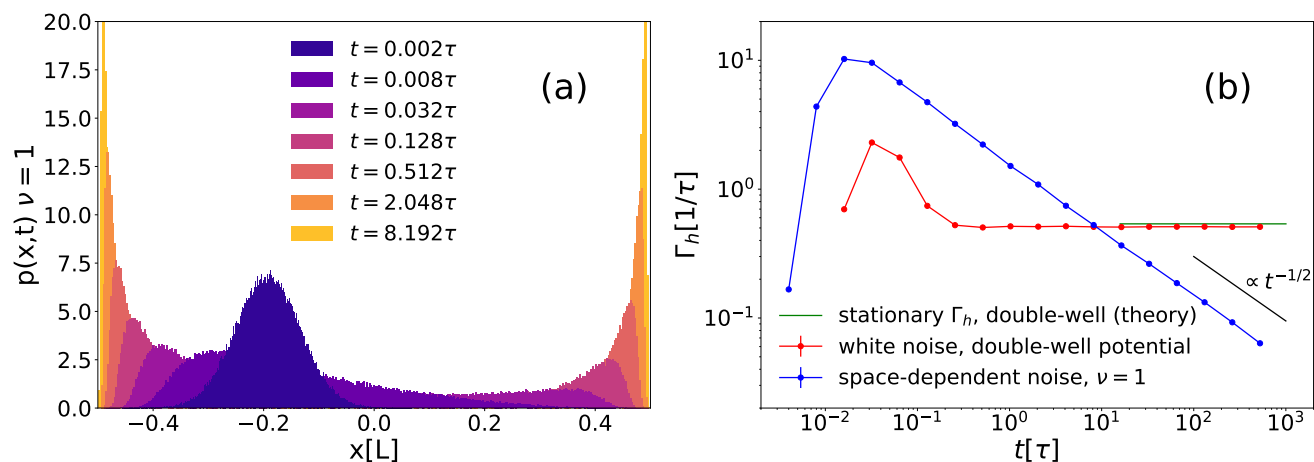 20.0
17.5
15.0
12.5
10.0
7.5
5.0
2.5
0.0
p(x,t) ν = 1
t = 0.002τ
t = 0.008τ
t = 0.032τ
t = 0.128τ
t = 0.512τ
t = 2.048τ
t = 8.192τ
(a)
−0.4 −0.2 0.0 0.2 0.4
x[L]
10¹
10⁰
10⁻¹
Γₕ[1/τ]
(b)
∝ t⁻¹/²
stationary Γₕ, double-well (theory)
white noise, double-well potential
space-dependent noise, ν = 1
10⁻² 10⁻¹ 10⁰ 10¹ 10² 10³
t[τ]